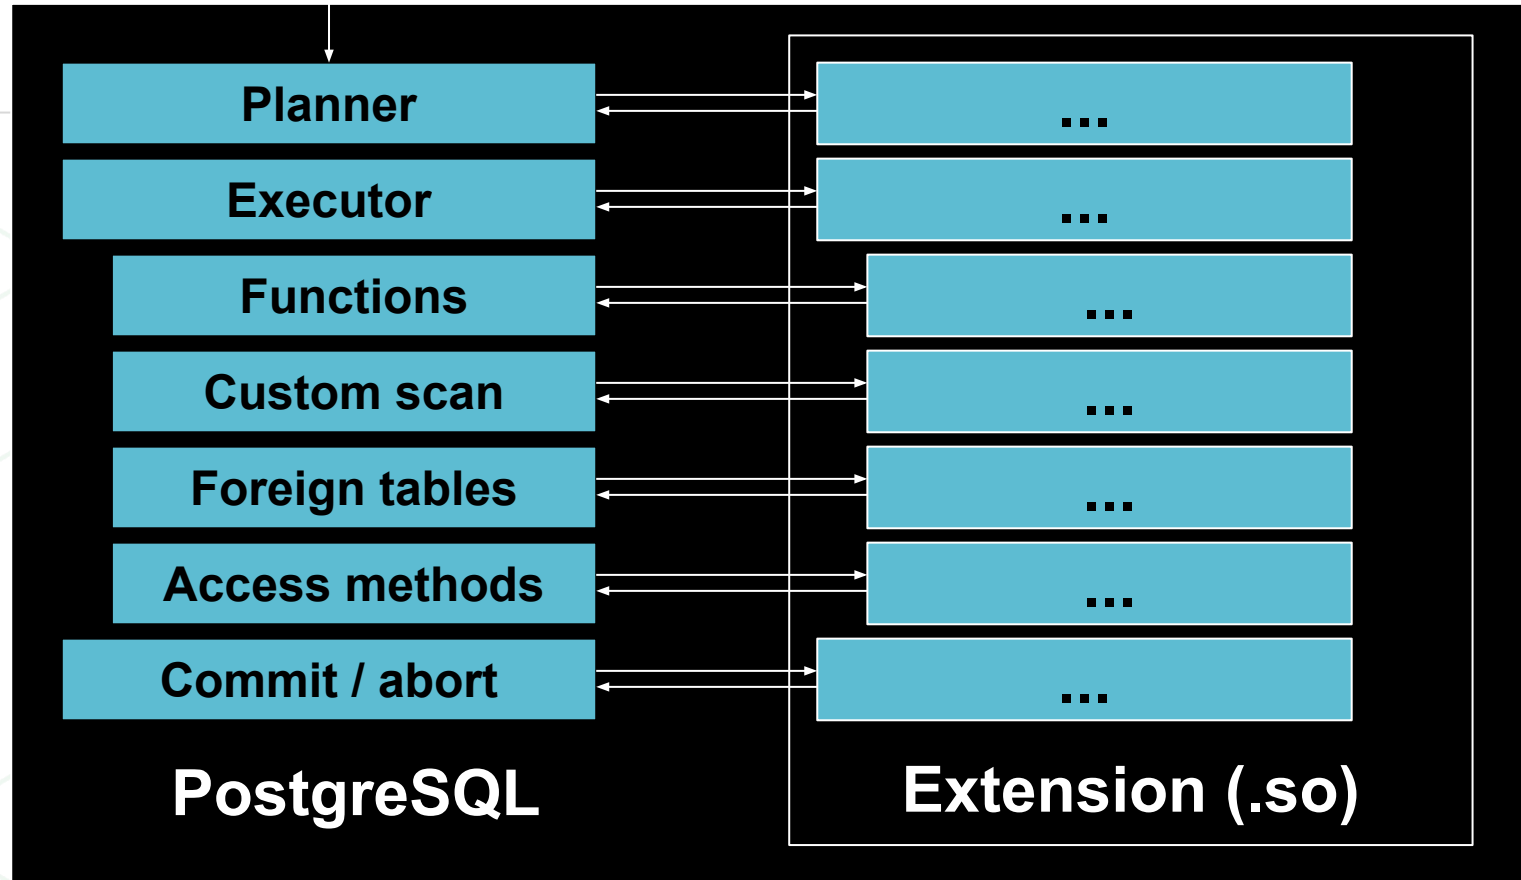 Planner
...
Executor
...
Functions
...
Custom scan
...
Foreign tables
...
Access methods
...
Commit / abort
...
PostgreSQL
Extension (.so)